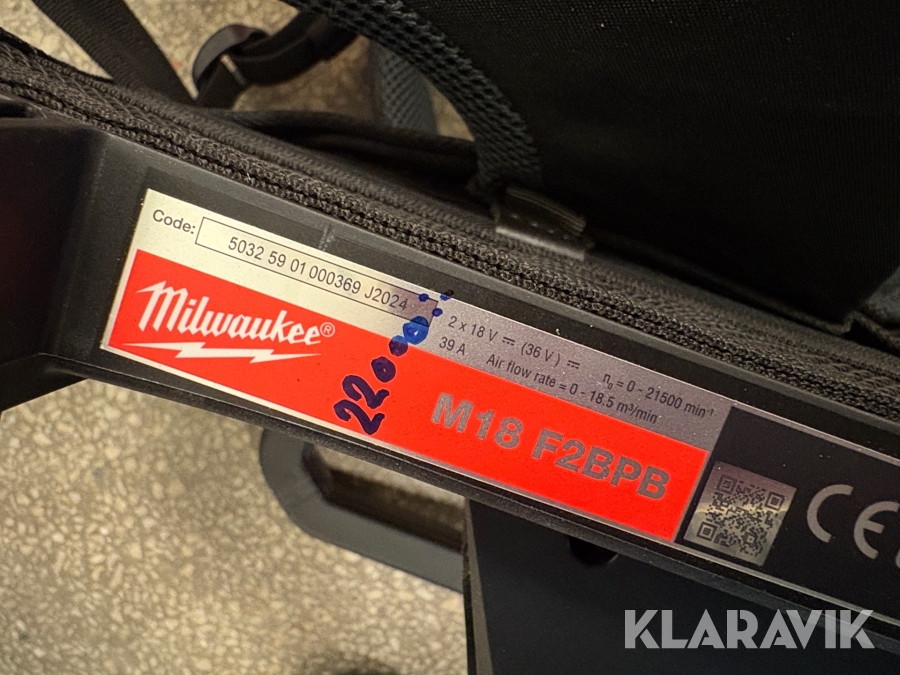 Code:
5032 59 01 000369 J2024
Milwaukee®
2 x 18 V ⎓ (36 V) ⎓
n₀ = 0 - 21500 min⁻¹
39 A
Air flow rate = 0 - 18.5 m³/min
M18 F2BPB
CE
KLARAVIK